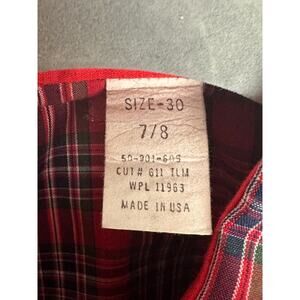 SIZE-30
7/8
50-901-605
CUT# 611 TLM
WPL 11963
MADE IN USA